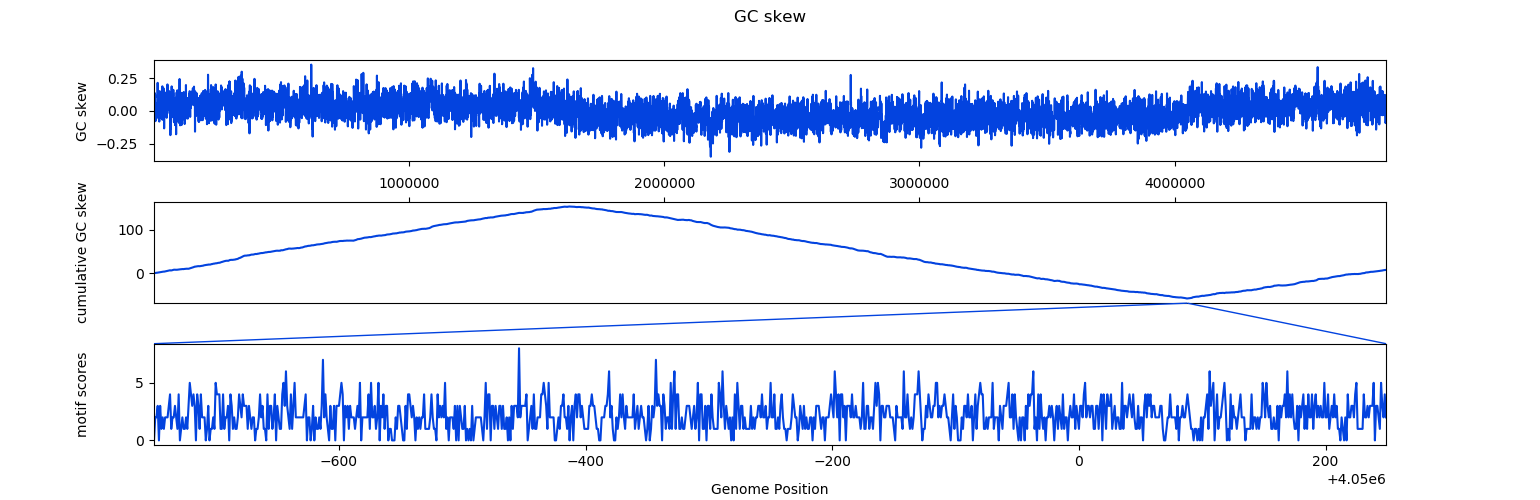 GC skew
GC skew
0.25
0.00
−0.25
1000000
2000000
3000000
4000000
cumulative GC skew
100
0
motif scores
5
0
−600
−400
−200
0
200
+4.05e6
Genome Position